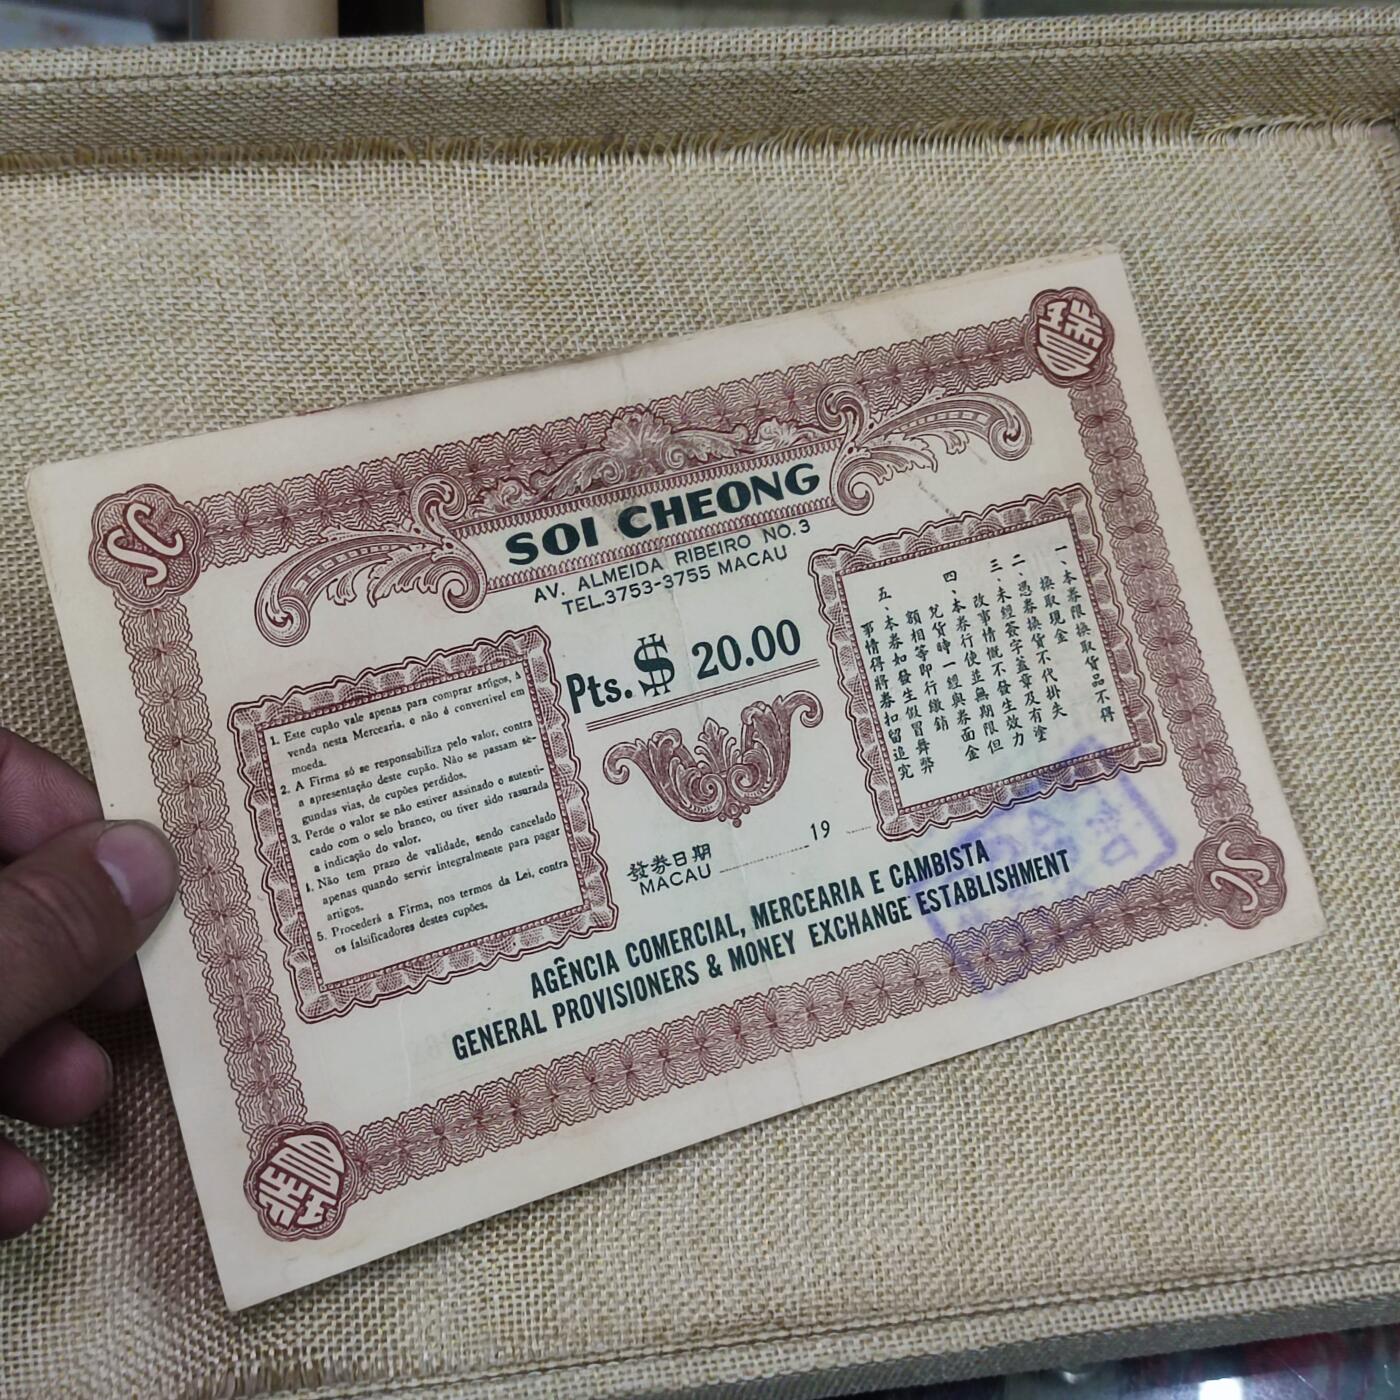 SC
瑞昌
SOI CHEONG
AV. ALMEIDA RIBEIRO NO.3
TEL.3753-3755 MACAU
Pts. $ 20.00
1. Este cupão vale apenas para comprar artigos, à
venda nesta Mercearia, e não é convertível em
moeda.
2. A Firma só se responsabiliza pelo valor, contra
a apresentação deste cupão. Não se passam se-
gundas vias, de cupões perdidos.
3. Perde o valor se não estiver assinado e autenti-
cado com o selo branco, ou tiver sido rasurada
a indicação do valor.
4. Não tem prazo de validade, sendo cancelado
apenas quando servir integralmente para pagar
artigos.
5. Procederá a Firma, nos termos da Lei, contra
os falsificadores destes cupões.
一、本券限換取貨品不得
換取現金
二、憑券換貨不代掛失
三、未經簽字蓋章及有塗
改事情概不發生效力
四、本券行使並無期限但
兌貨時一經與券面金
額相等即行繳銷
五、本券如發生假冒舞弊
事情得將券扣留追究
發券日期
MACAU 19
AGÊNCIA COMERCIAL, MERCEARIA E CAMBISTA
GENERAL PROVISIONERS & MONEY EXCHANGE ESTABLISHMENT
瑞昌
SC